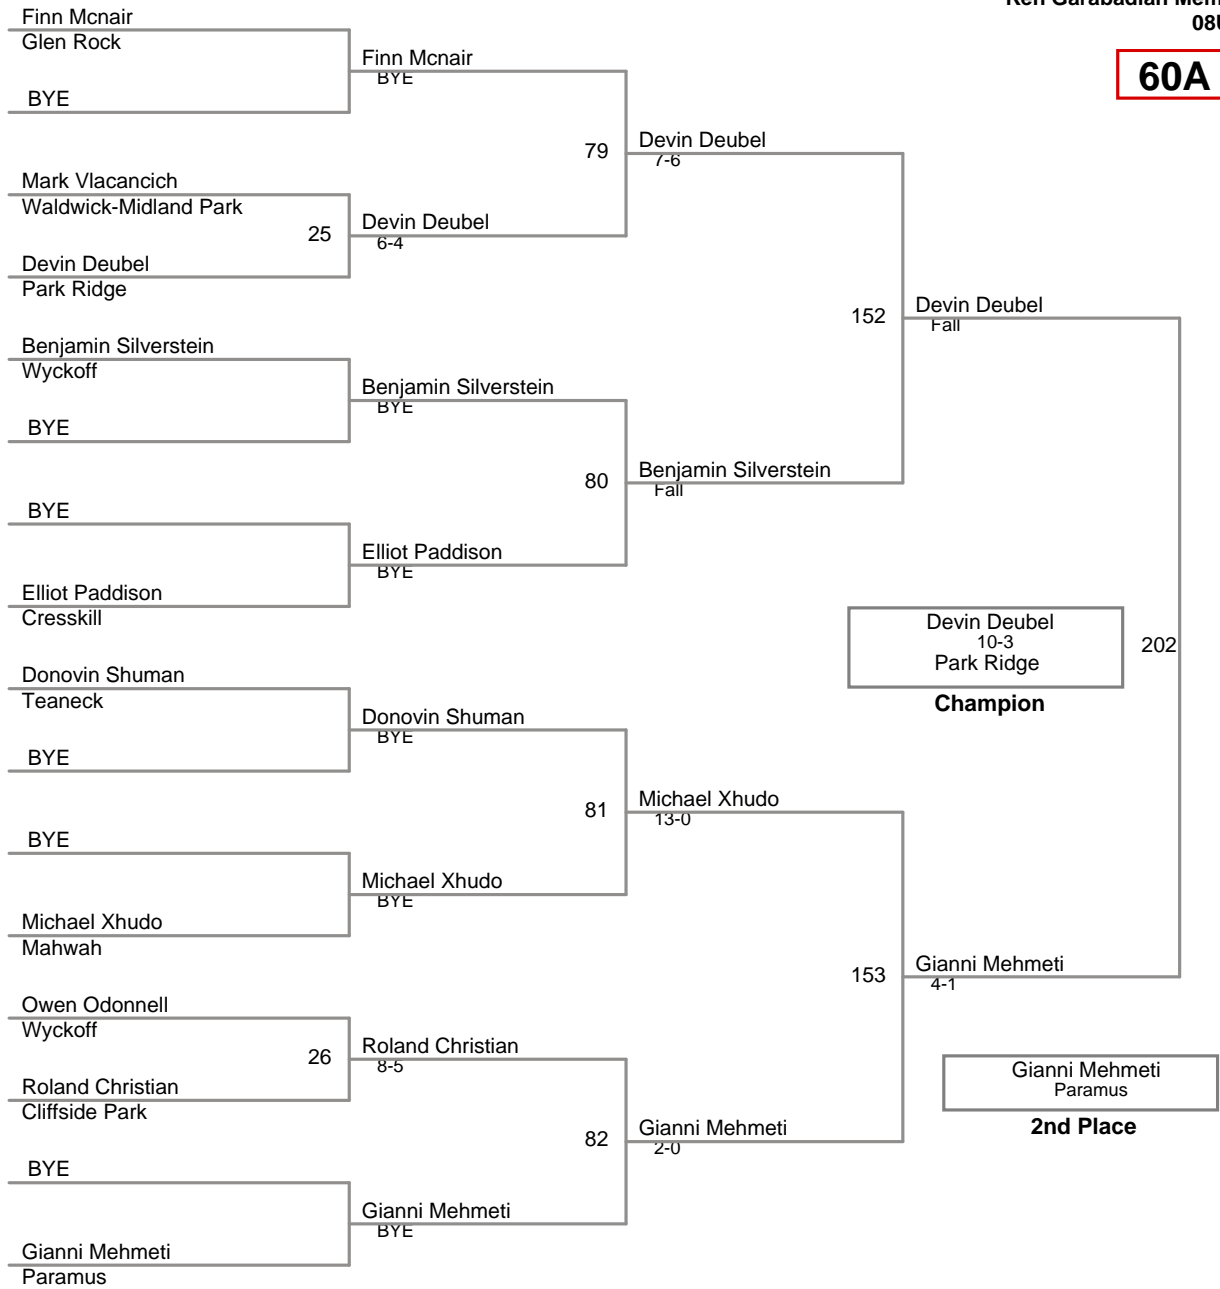 Ken Garabadian Mem
08U
60A
Finn Mcnair
Glen Rock
BYE
Mark Vlacancich
Waldwick-Midland Park
25
Devin Deubel
Park Ridge
Benjamin Silverstein
Wyckoff
BYE
BYE
Elliot Paddison
Cresskill
Donovin Shuman
Teaneck
BYE
BYE
Michael Xhudo
Mahwah
Owen Odonnell
Wyckoff
26
Roland Christian
Cliffside Park
BYE
Gianni Mehmeti
Paramus
Finn Mcnair
BYE
79
Devin Deubel
6-4
Benjamin Silverstein
BYE
80
Elliot Paddison
BYE
Donovin Shuman
BYE
81
Michael Xhudo
BYE
Roland Christian
8-5
82
Gianni Mehmeti
BYE
Devin Deubel
7-6
152
Benjamin Silverstein
Fall
Michael Xhudo
13-0
153
Gianni Mehmeti
2-0
Devin Deubel
Fall
202
Gianni Mehmeti
4-1
Devin Deubel
10-3
Park Ridge
Champion
Gianni Mehmeti
Paramus
2nd Place